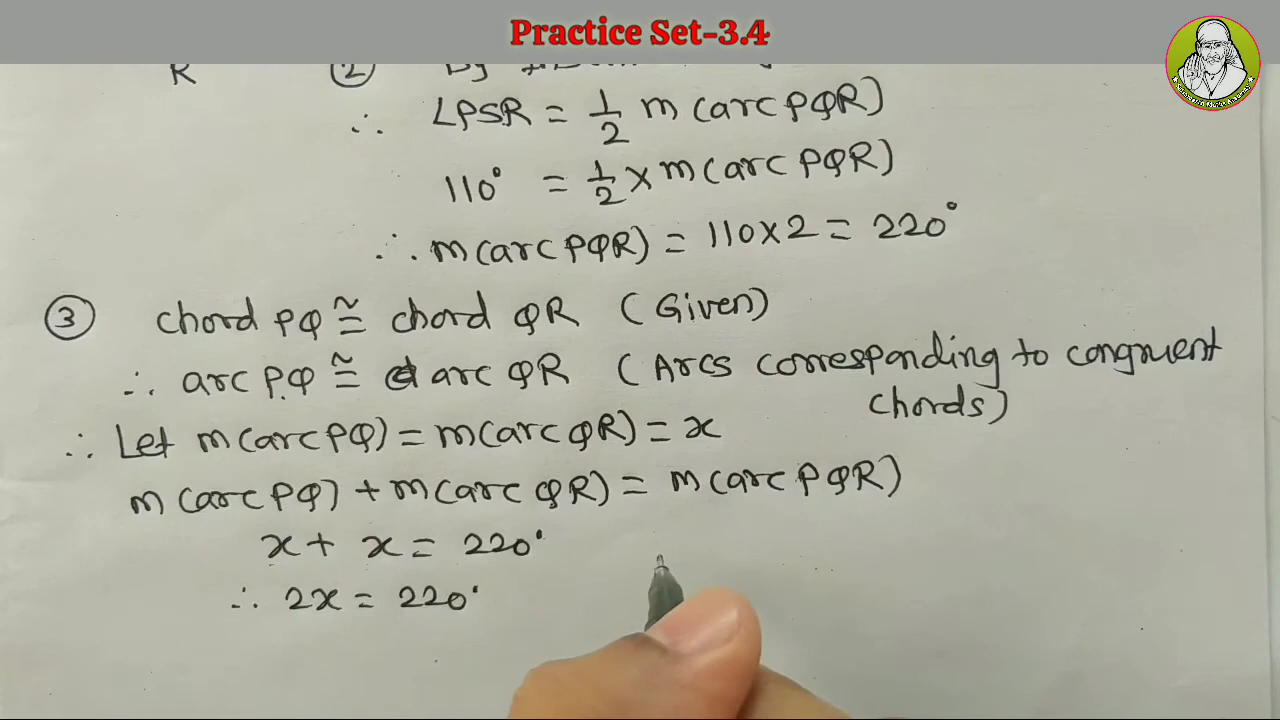 Practice Set-3.4
R ② By
∴ ∠PSR = 1/2 m(arc PQR)
110° = 1/2 × m(arc PQR)
∴ m(arc PQR) = 110×2 = 220°
③ chord PQ ≅ chord QR (Given)
∴ arc PQ ≅ arc QR (Arcs corresponding to congruent
chords)
∴ Let m(arc PQ) = m(arc QR) = x
m(arc PQ) + m(arc QR) = m(arc PQR)
x + x = 220°
∴ 2x = 220°